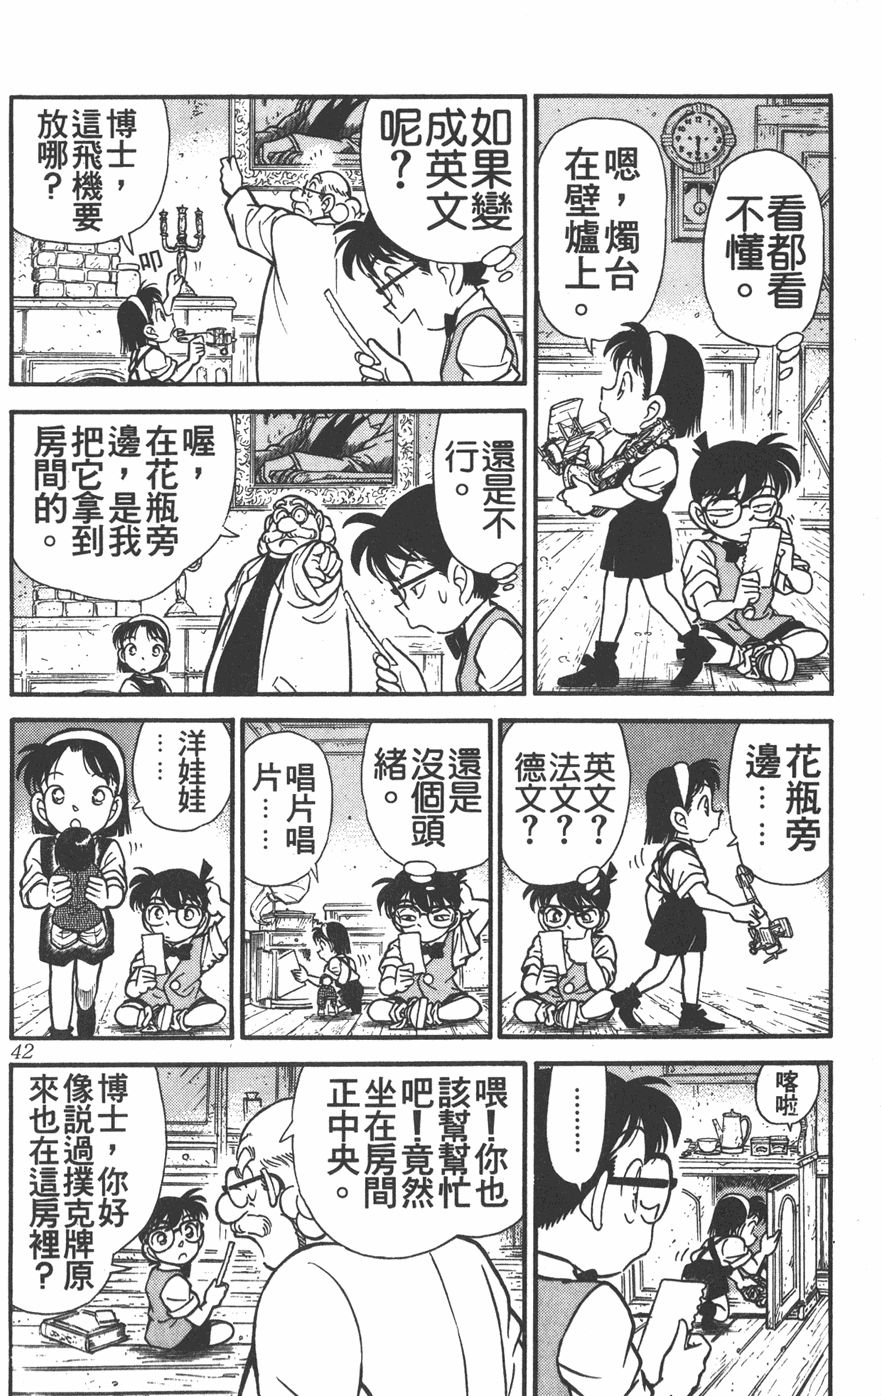 看都看
不懂。
嗯，燭台
在壁爐上。
如果變
成英文
呢？
博士，
這飛機要
放哪？
叩
還是不
行。
喔，
在花瓶旁
邊，是我
把它拿到
房間的。
花瓶旁
邊……
英文？
法文？
德文？
還是
沒個頭
緒。
唱片唱
片……
洋娃娃
……
42
喀啦
………
喂！你也
該幫幫忙
吧！竟然
坐在房間
正中央。
博士，你好
像説過撲克牌原
來也在這房裡？